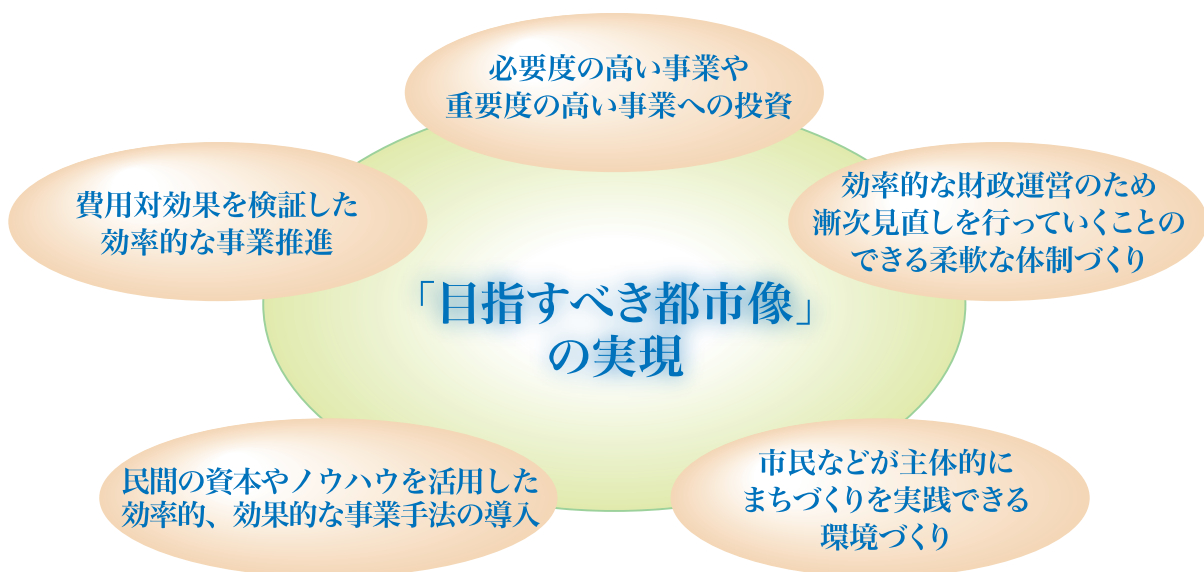 必要度の高い事業や
重要度の高い事業への投資
費用対効果を検証した
効率的な事業推進
効率的な財政運営のため
漸次見直しを行っていくことの
できる柔軟な体制づくり
「目指すべき都市像」
の実現
民間の資本やノウハウを活用した
効率的、効果的な事業手法の導入
市民などが主体的に
まちづくりを実践できる
環境づくり